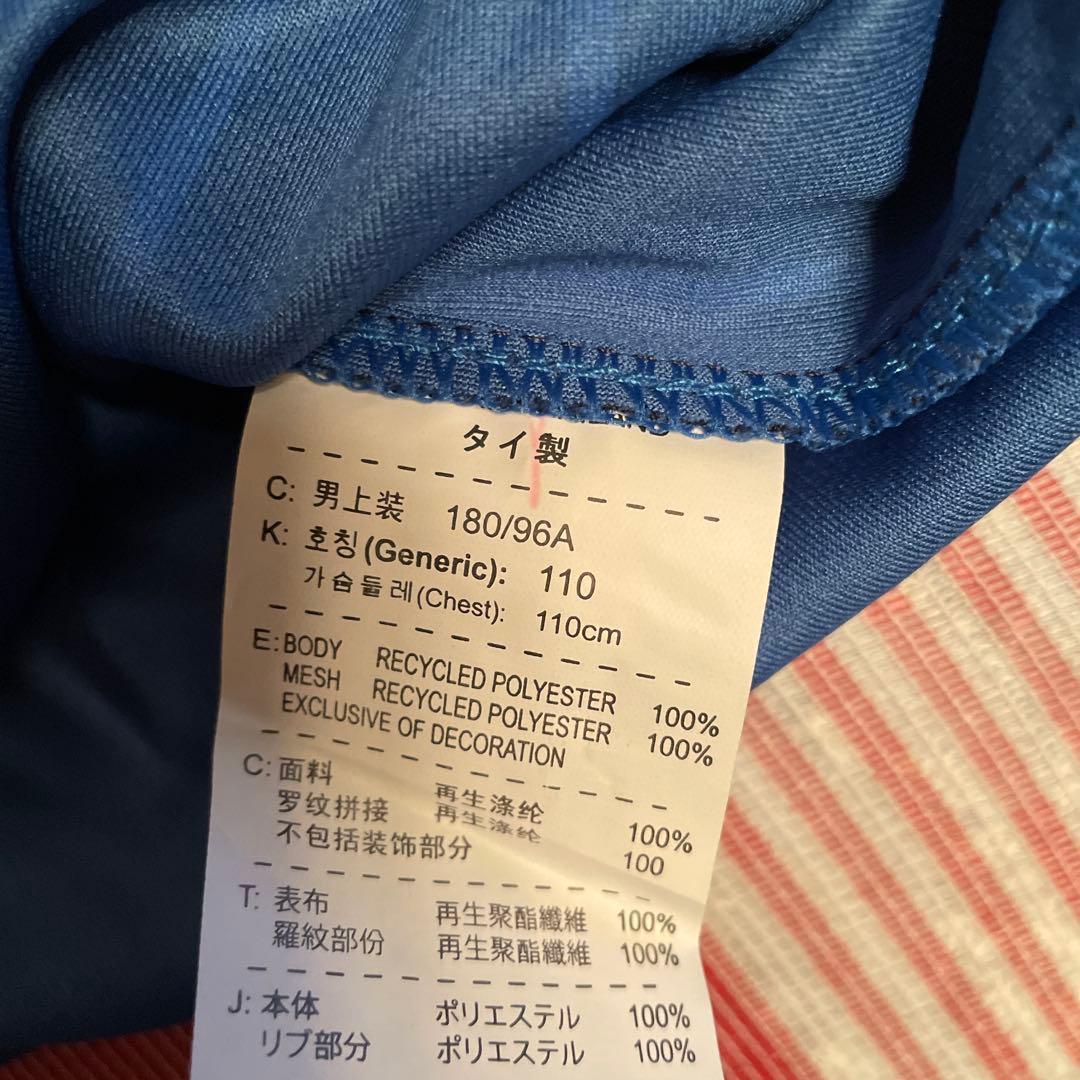 タイ製
C: 男上装 180/96A
K: 호칭(Generic): 110
가슴둘레(Chest): 110cm
E: BODY RECYCLED POLYESTER 100%
MESH RECYCLED POLYESTER 100%
EXCLUSIVE OF DECORATION
C: 面料 再生涤纶 100%
罗纹拼接 再生涤纶 100
不包括装饰部分
T: 表布 再生聚酯纖維 100%
羅紋部份 再生聚酯纖維 100%
J: 本体 ポリエステル 100%
リブ部分 ポリエステル 100%